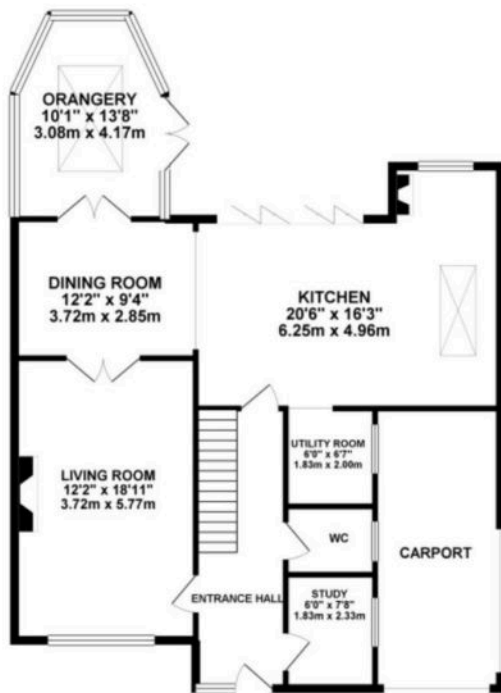 ORANGERY
10'1" x 13'8"
3.08m x 4.17m
DINING ROOM
12'2" x 9'4"
3.72m x 2.85m
KITCHEN
20'6" x 16'3"
6.25m x 4.96m
LIVING ROOM
12'2" x 18'11"
3.72m x 5.77m
UTILITY ROOM
6'0" x 6'7"
1.83m x 2.00m
WC
CARPORT
ENTRANCE HALL
STUDY
6'0" x 7'8"
1.83m x 2.33m